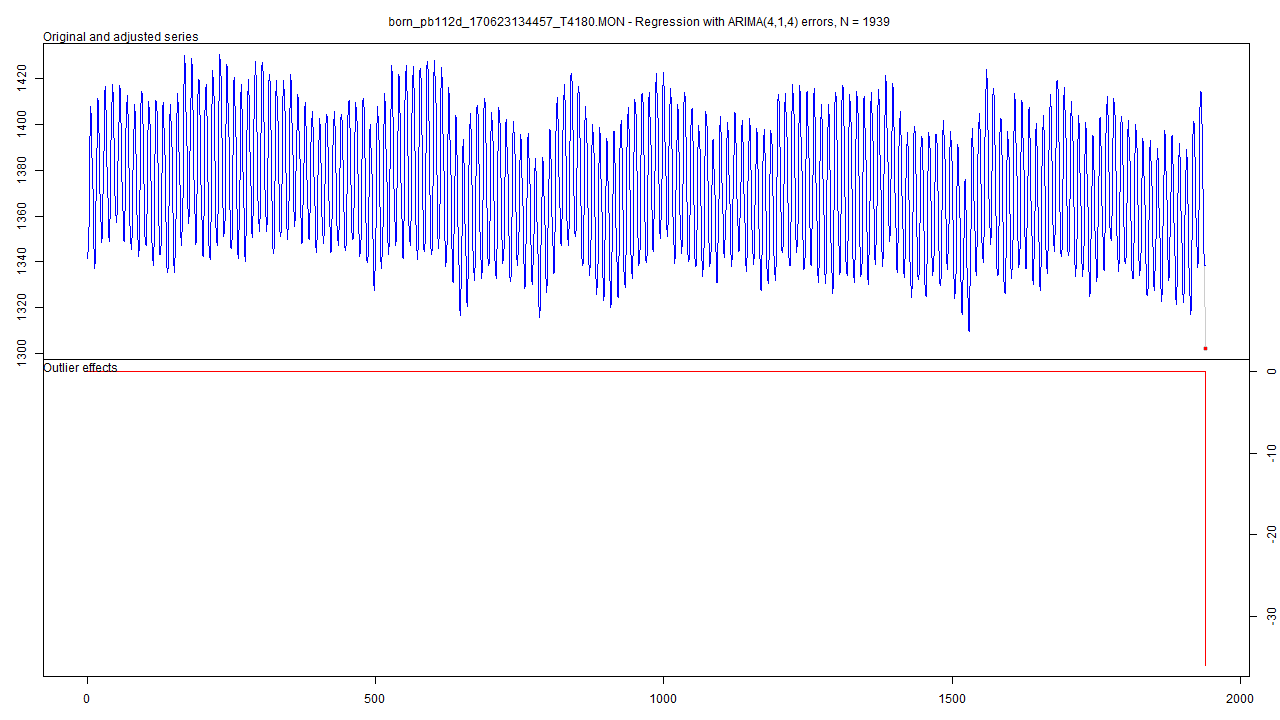 born_pb112d_170623134457_T4180.MON - Regression with ARIMA(4,1,4) errors, N = 1939
Original and adjusted series
1420
1400
1380
1360
1340
1320
1300
Outlier effects
0
-10
-20
-30
0 500 1000 1500 2000